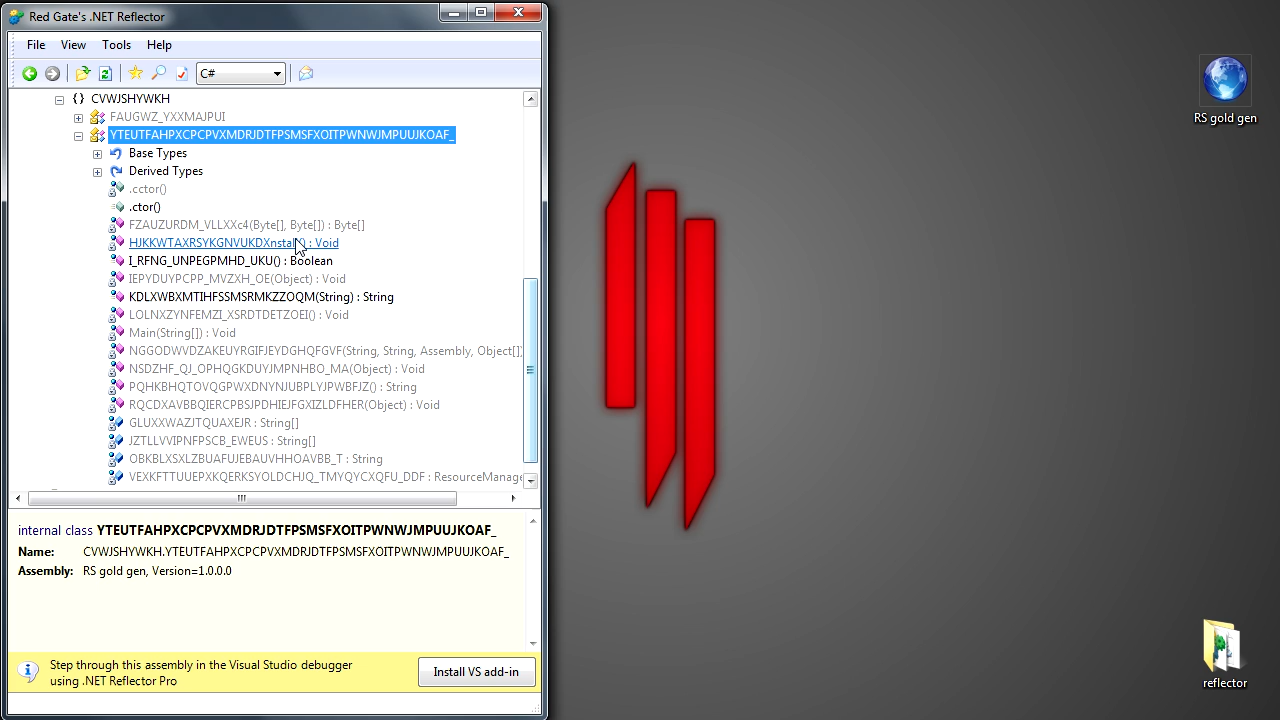 Red Gate's .NET Reflector
File View Tools Help
C#
{} CVWJSHYWKH
FAUGWZ_YXXMAJPUI
YTEUTFAHPXCPCPVXMDRJDTFPSMSFXOITPWNWJMPUUJKOAF_
Base Types
Derived Types
.cctor()
.ctor()
FZAUZURDM_VLLXXc4(Byte[], Byte[]) : Byte[]
HJKKWTAXRSYKGNVUKDXnstall() : Void
I_RFNG_UNPEGPMHD_UKU() : Boolean
IEPYDUYPCPP_MVZXH_OE(Object) : Void
KDLXWBXMTIHFSSMSRMKZZOQM(String) : String
LOLNXZYNFEMZI_XSRDTDETZOEI() : Void
Main(String[]) : Void
NGGODWVDZAKEUYRGIFJEYDGHQFGVF(String, String, Assembly, Object[]
NSDZHF_QJ_OPHQGKDUYJMPNHBO_MA(Object) : Void
PQHKBHQTOVQGPWXDNYNJUBPLYJPWBFJZ() : String
RQCDXAVBBQIERCPBSJPDHIEJFGXIZLDFHER(Object) : Void
GLUXXWAZJTQUAXEJR : String[]
JZTLLVVIPNFPSCB_EWEUS : String[]
OBKBLXSXLZBUAFUJEBAUVHHOAVBB_T : String
VEXKFTTUUEPXKQERKSYOLDCHJQ_TMYQYCXQFU_DDF : ResourceManage
internal class YTEUTFAHPXCPCPVXMDRJDTFPSMSFXOITPWNWJMPUUJKOAF_
Name: CVWJSHYWKH.YTEUTFAHPXCPCPVXMDRJDTFPSMSFXOITPWNWJMPUUJKOAF_
Assembly: RS gold gen, Version=1.0.0.0
Step through this assembly in the Visual Studio debugger
using .NET Reflector Pro
Install VS add-in
RS gold gen
reflector